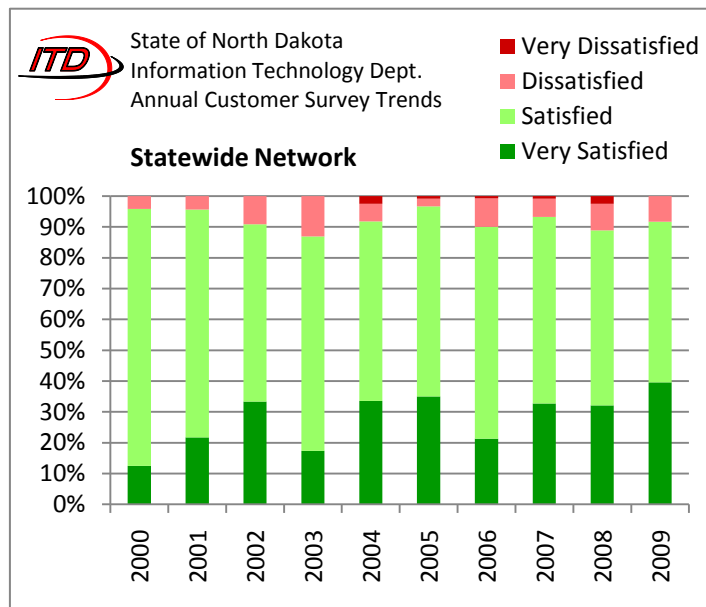 ITD
State of North Dakota
Information Technology Dept.
Annual Customer Survey Trends
Very Dissatisfied
Dissatisfied
Satisfied
Very Satisfied
Statewide Network
100%
90%
80%
70%
60%
50%
40%
30%
20%
10%
0%
2000
2001
2002
2003
2004
2005
2006
2007
2008
2009